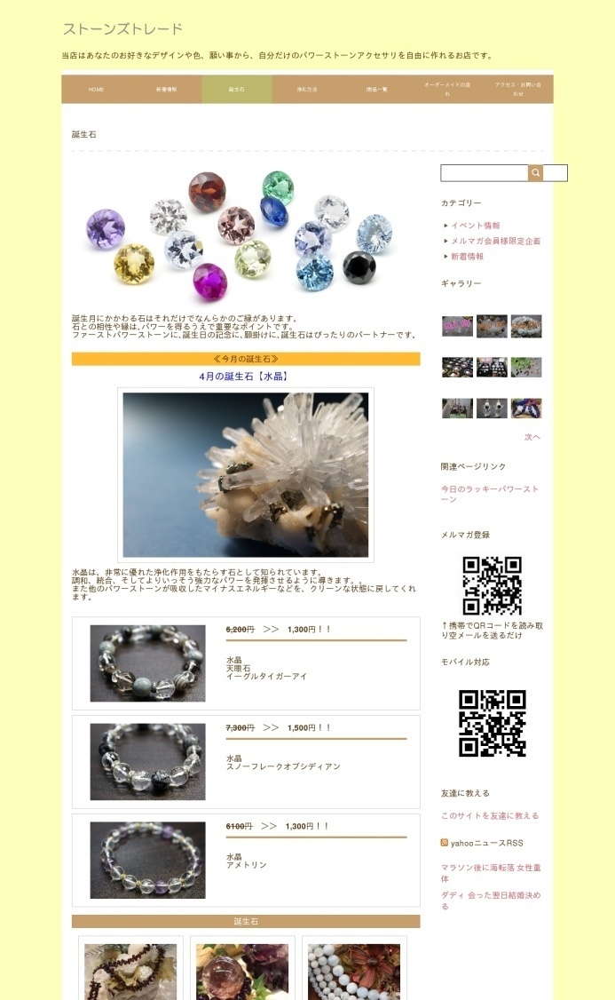 ストーンズトレード
当店はあなたのお好きなデザインや色、願い事から、自分だけのパワーストーンアクセサリを自由に作れるお店です。
HOME
新着情報
誕生石
浄化方法
商品一覧
オーダーメイドの流
れ
アクセス・お問い合
わせ
誕生石
誕生月にかかわる石はそれだけでなんらかのご縁があります。
石との相性や縁は、パワーを得るうえで重要なポイントです。
ファーストパワーストーンに、誕生日の記念に、願掛けに、誕生石はぴったりのパートナーです。
≪今月の誕生石≫
4月の誕生石【水晶】
水晶は、非常に優れた浄化作用をもたらす石として知られています。
調和、統合、そしてよりいっそう強力なパワーを発揮させるように導きます。。
また他のパワーストーンが吸収したマイナスエネルギーなどを、クリーンな状態に戻してくれ
ます。
6,200円 >> 1,300円！！
水晶
天眼石
イーグルタイガーアイ
7,300円 >> 1,500円！！
水晶
スノーフレークオブシディアン
6100円 >> 1,300円！！
水晶
アメトリン
誕生石
カテゴリー
イベント情報
メルマガ会員様限定企画
新着情報
ギャラリー
次へ
関連ページリンク
今日のラッキーパワースト
ーン
メルマガ登録
↑携帯でQRコードを読み取
り空メールを送るだけ
モバイル対応
友達に教える
このサイトを友達に教える
yahooニュースRSS
マラソン後に海転落 女性重
体
ダディ 会った翌日結婚決め
る